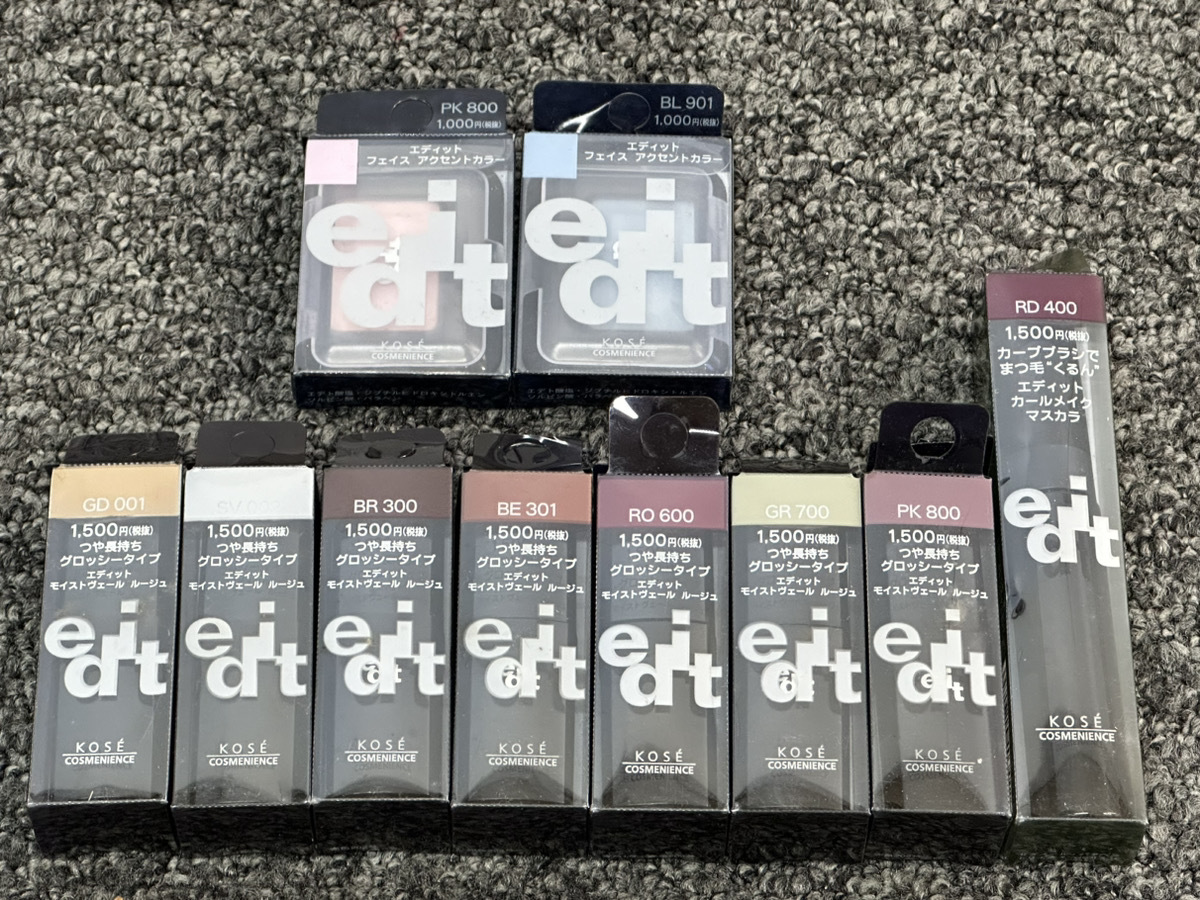 PK 800
1,000円(税抜)
エディット
フェイス アクセントカラー
edit
KOSÉ
COSMENIENCE
BL 901
1,000円(税抜)
エディット
フェイス アクセントカラー
edit
KOSÉ
COSMENIENCE
GD 001
1,500円(税抜)
つや長持ち
グロッシータイプ
エディット
モイストヴェール ルージュ
edit
KOSÉ
COSMENIENCE
1,500円(税抜)
つや長持ち
グロッシータイプ
エディット
モイストヴェール ルージュ
edit
KOSÉ
COSMENIENCE
BR 300
1,500円(税抜)
つや長持ち
グロッシータイプ
エディット
モイストヴェール ルージュ
edit
KOSÉ
COSMENIENCE
BE 301
1,500円(税抜)
つや長持ち
グロッシータイプ
エディット
モイストヴェール ルージュ
edit
KOSÉ
COSMENIENCE
RO 600
1,500円(税抜)
つや長持ち
グロッシータイプ
エディット
モイストヴェール ルージュ
edit
KOSÉ
COSMENIENCE
GR 700
1,500円(税抜)
つや長持ち
グロッシータイプ
エディット
モイストヴェール ルージュ
edit
KOSÉ
COSMENIENCE
PK 800
1,500円(税抜)
つや長持ち
グロッシータイプ
エディット
モイストヴェール ルージュ
edit
KOSÉ
COSMENIENCE
RD 400
1,500円(税抜)
カーブブラシで
まつ毛"くるん"
エディット
カールメイク
マスカラ
edit
KOSÉ
COSMENIENCE